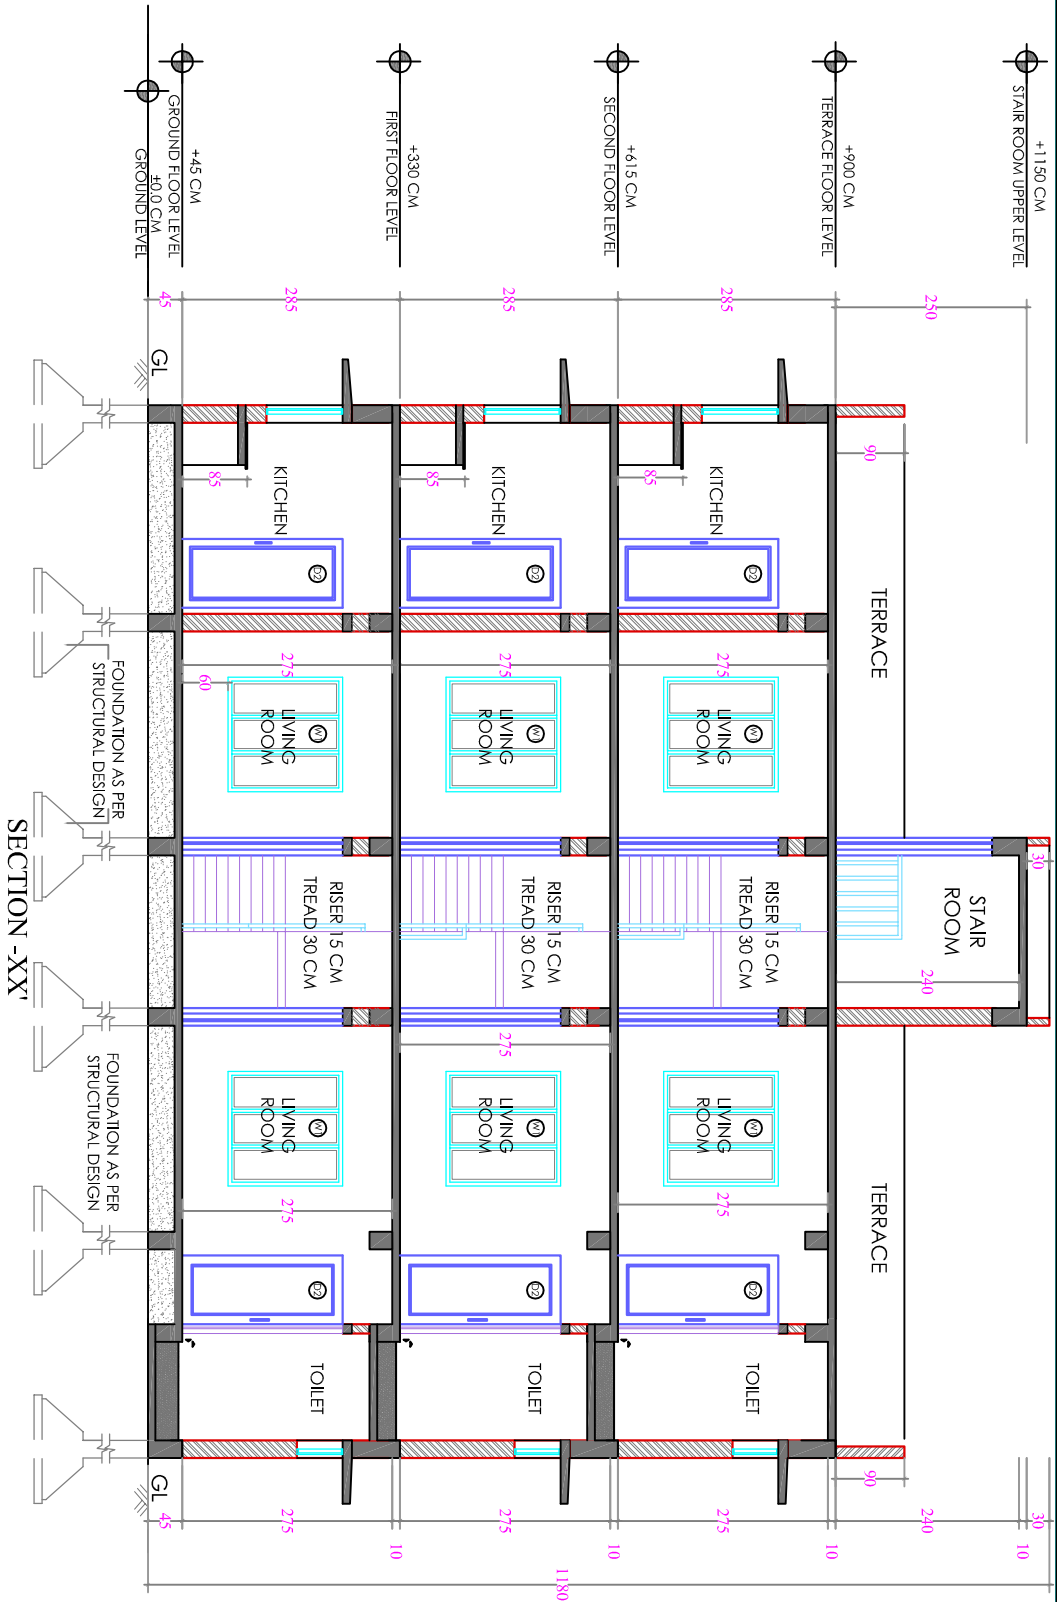 +1150 CM
STAIR ROOM UPPER LEVEL
+900 CM
TERRACE FLOOR LEVEL
+615 CM
SECOND FLOOR LEVEL
+330 CM
FIRST FLOOR LEVEL
+45 CM
GROUND FLOOR LEVEL
±0.0 CM
GROUND LEVEL
250
285
285
285
45
GL
30
STAIR
ROOM
240
90
TERRACE
TERRACE
90
85
KITCHEN
D2
275
LIVING
ROOM
W1
RISER 15 CM
TREAD 30 CM
LIVING
ROOM
W1
275
D2
TOILET
85
KITCHEN
D2
275
LIVING
ROOM
W1
RISER 15 CM
TREAD 30 CM
275
LIVING
ROOM
W1
D2
TOILET
85
KITCHEN
D2
275
60
LIVING
ROOM
W1
RISER 15 CM
TREAD 30 CM
LIVING
ROOM
W1
275
D2
TOILET
30
10
240
10
275
10
275
10
275
45
1180
GL
FOUNDATION AS PER
STRUCTURAL DESIGN
FOUNDATION AS PER
STRUCTURAL DESIGN
SECTION -XX'